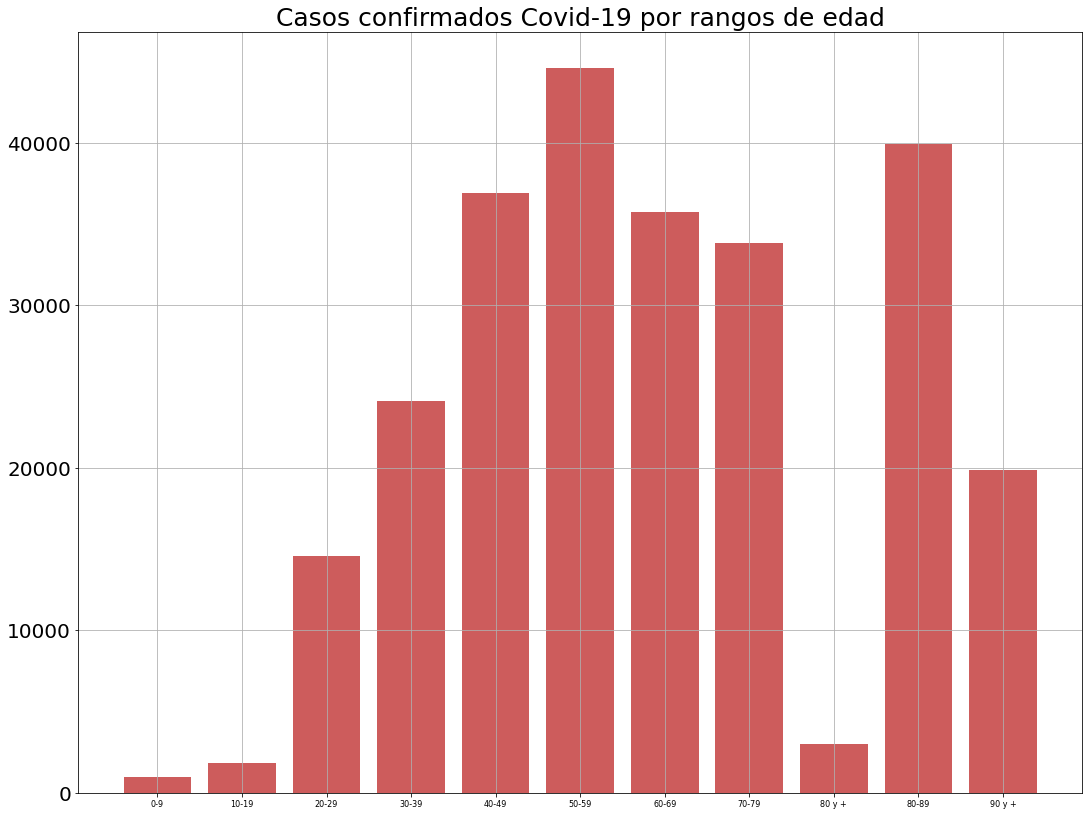 Casos confirmados Covid-19 por rangos de edad
40000
30000
20000
10000
0
0-9 10-19 20-29 30-39 40-49 50-59 60-69 70-79 80 y + 80-89 90 y +